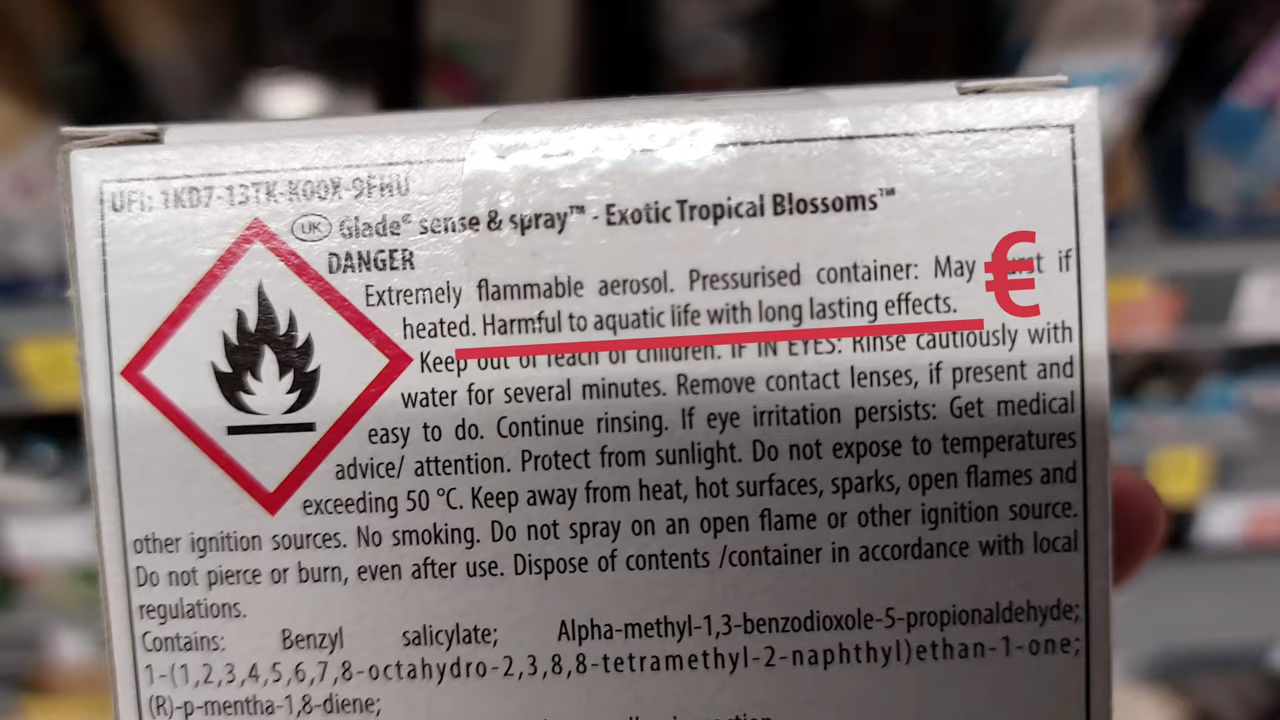 UFI: 1KD7-13TK-K00X-9FHU
UK Glade® sense & spray™ - Exotic Tropical Blossoms™
DANGER
Extremely flammable aerosol. Pressurised container: May if
€
heated. Harmful to aquatic life with long lasting effects.
Keep out of reach of children. IF IN EYES: Rinse cautiously with
water for several minutes. Remove contact lenses, if present and
easy to do. Continue rinsing. If eye irritation persists: Get medical
advice/ attention. Protect from sunlight. Do not expose to temperatures
exceeding 50 °C. Keep away from heat, hot surfaces, sparks, open flames and
other ignition sources. No smoking. Do not spray on an open flame or other ignition source.
Do not pierce or burn, even after use. Dispose of contents /container in accordance with local
regulations.
Contains: Benzyl salicylate; Alpha-methyl-1,3-benzodioxole-5-propionaldehyde;
1-(1,2,3,4,5,6,7,8-octahydro-2,3,8,8-tetramethyl-2-naphthyl)ethan-1-one;
(R)-p-mentha-1,8-diene;